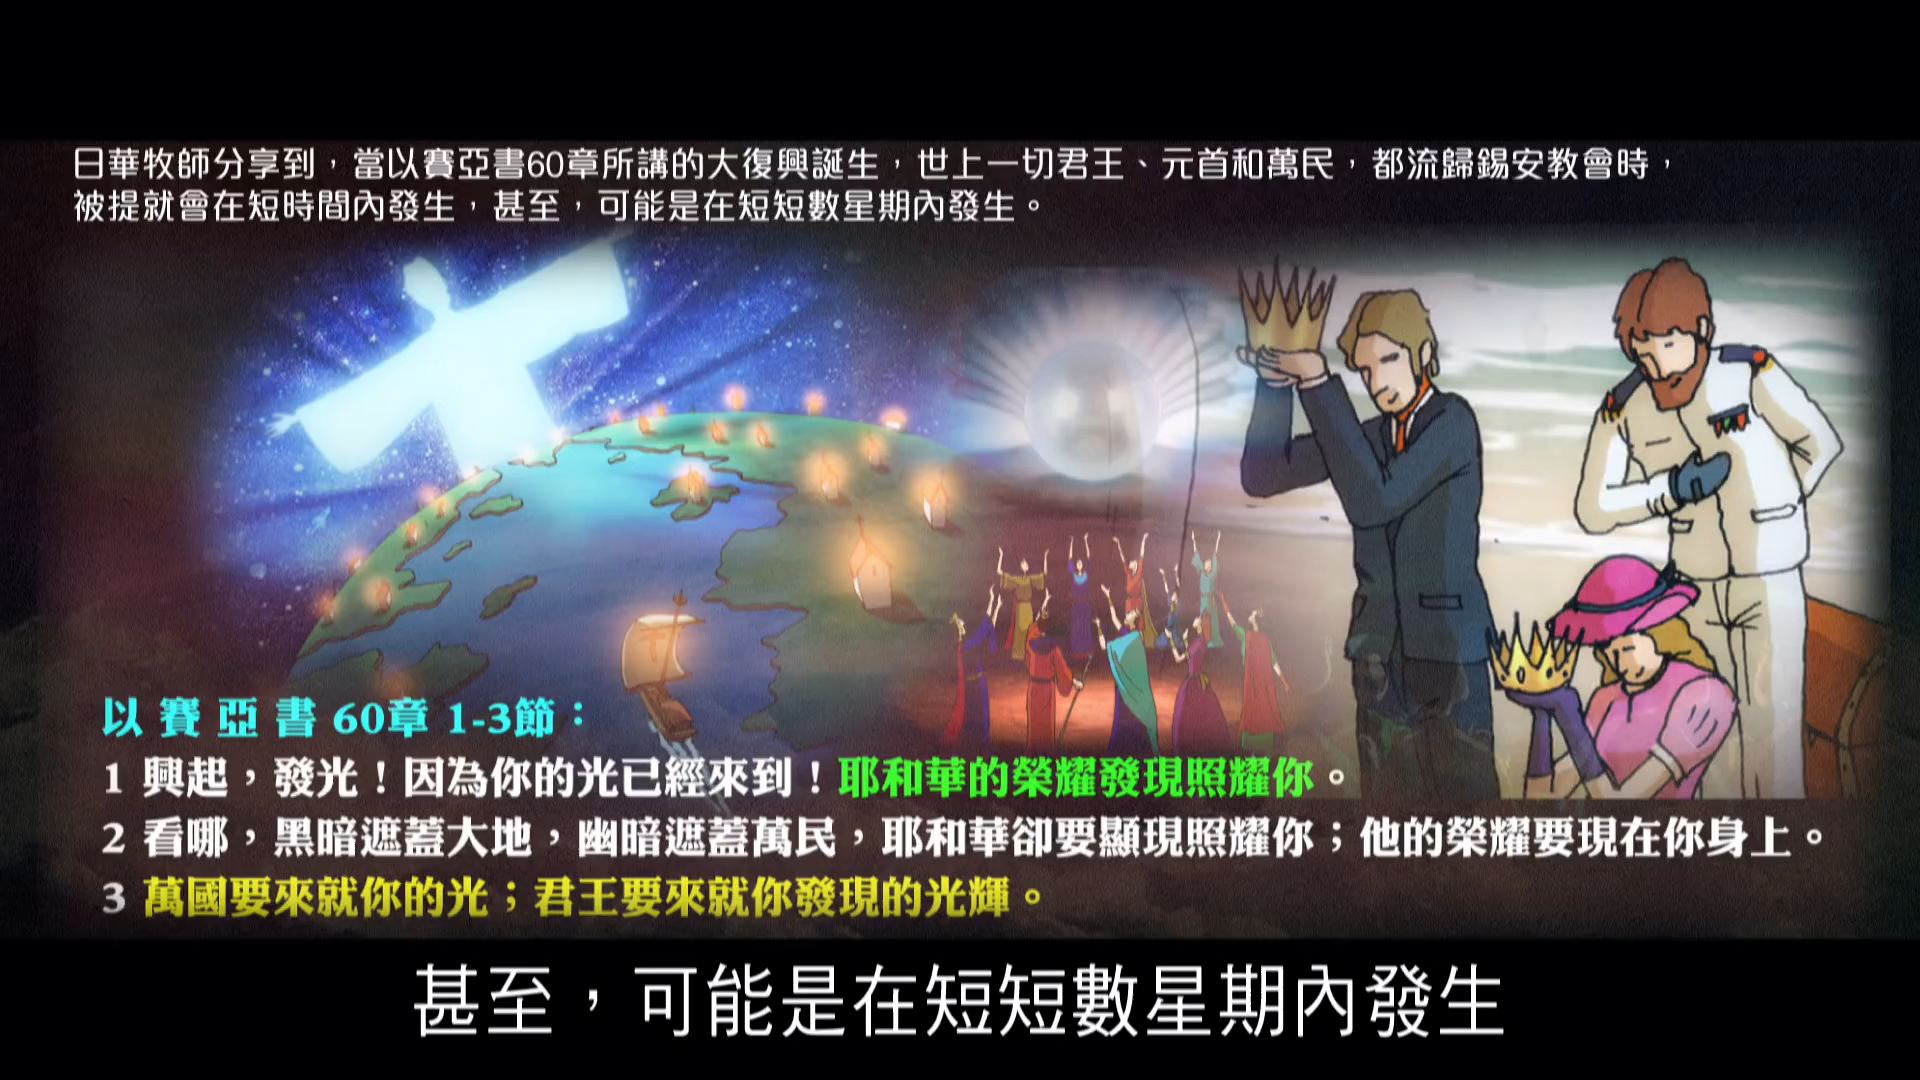 日華牧師分享到，當以賽亞書60章所講的大復興誕生，世上一切君王、元首和萬民，都流歸錫安教會時，
被提就會在短時間內發生，甚至，可能是在短短數星期內發生。
以賽亞書 60章 1-3節：
1 興起，發光！因為你的光已經來到！耶和華的榮耀發現照耀你。
2 看哪，黑暗遮蓋大地，幽暗遮蓋萬民，耶和華卻要顯現照耀你；他的榮耀要現在你身上。
3 萬國要來就你的光；君王要來就你發現的光輝。
甚至，可能是在短短數星期內發生